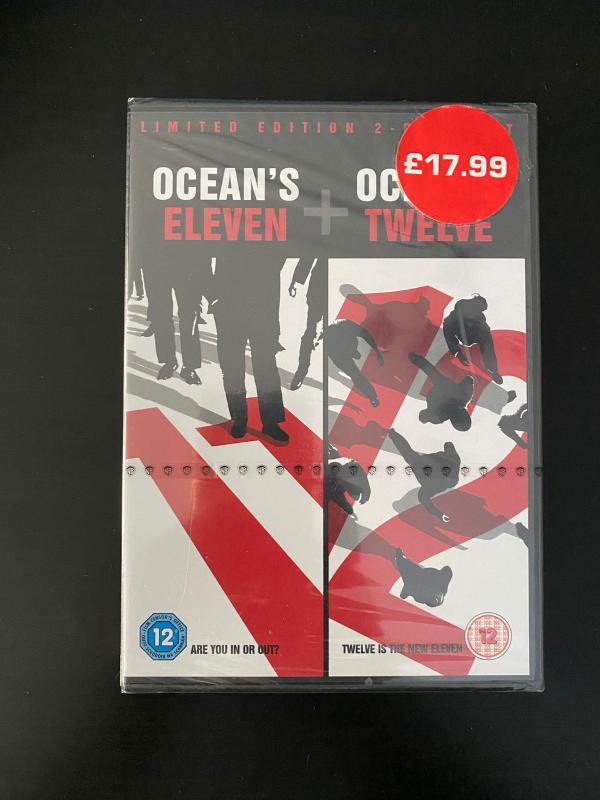 LIMITED EDITION 2-
£17.99
OCEAN'S
ELEVEN
+
OC
TWELVE
12
ARE YOU IN OR OUT?
TWELVE IS THE NEW ELEVEN
12